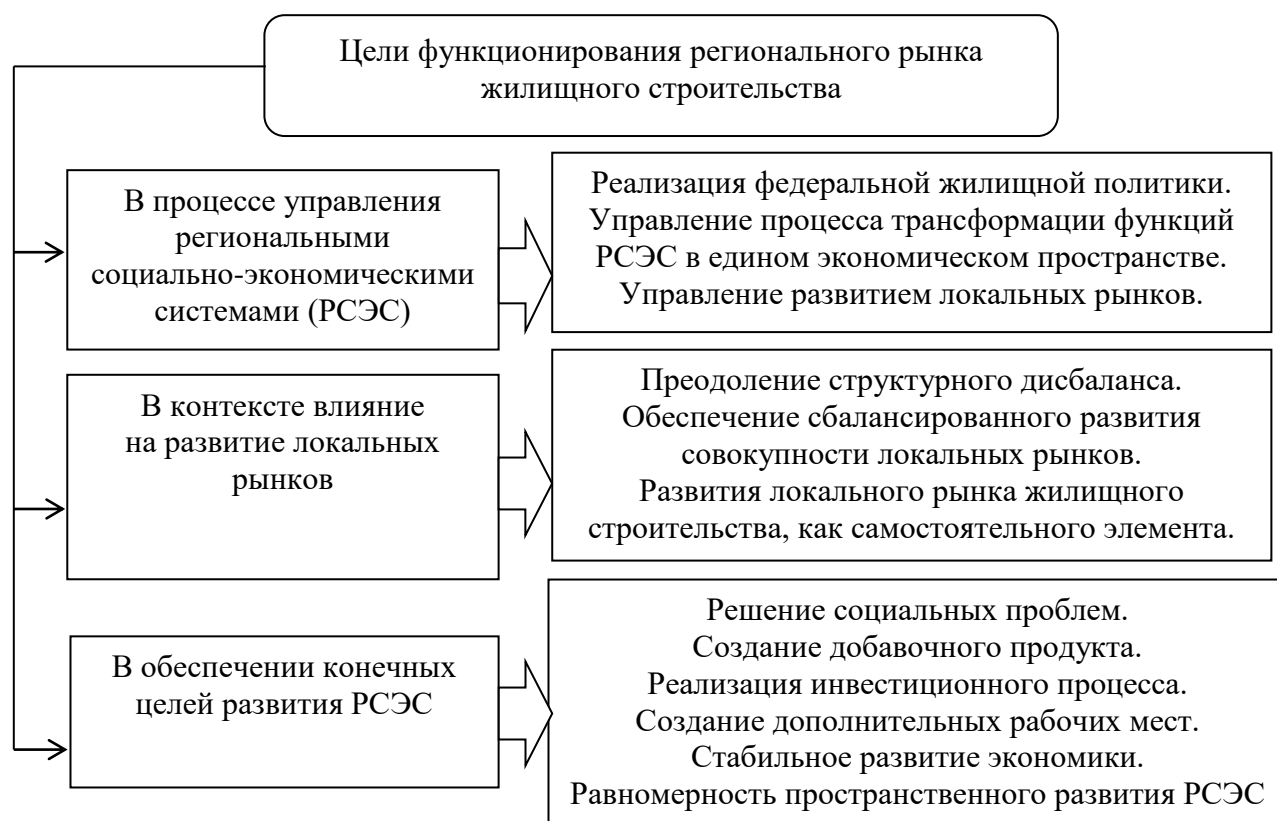 Цели функционирования регионального рынка
жилищного строительства
В процессе управления
региональными
социально-экономическими
системами (РСЭС)
Реализация федеральной жилищной политики.
Управление процесса трансформации функций
РСЭС в едином экономическом пространстве.
Управление развитием локальных рынков.
В контексте влияние
на развитие локальных
рынков
Преодоление структурного дисбаланса.
Обеспечение сбалансированного развития
совокупности локальных рынков.
Развития локального рынка жилищного
строительства, как самостоятельного элемента.
В обеспечении конечных
целей развития РСЭС
Решение социальных проблем.
Создание добавочного продукта.
Реализация инвестиционного процесса.
Создание дополнительных рабочих мест.
Стабильное развитие экономики.
Равномерность пространственного развития РСЭС